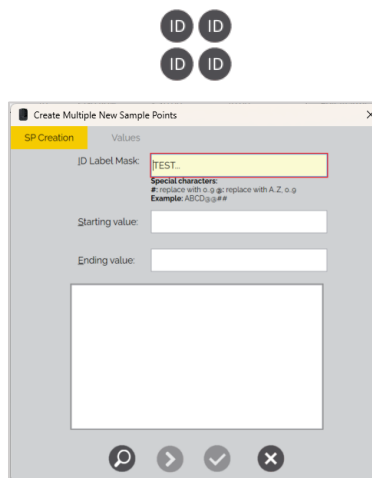 ID ID
ID ID
Create Multiple New Sample Points
SP Creation Values
ID Label Mask: TEST...
Special characters:
#: replace with 0..9 @: replace with A..Z, 0..9
Example: ABCD@@##
Starting value:
Ending value: